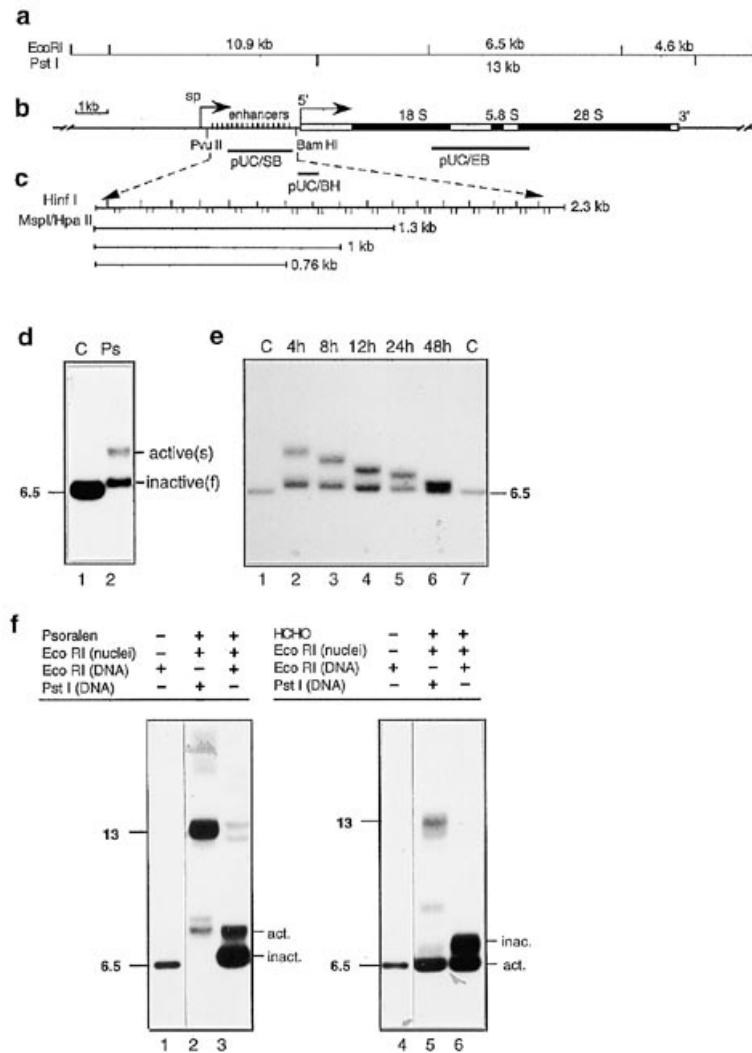 a
EcoRI 10.9 kb 6.5 kb 4.6 kb
Pst I 13 kb
b
1kb sp enhancers 5' 18 S 5.8 S 28 S 3'
Pvu II Bam HI
pUC/SB pUC/EB
pUC/BH
c
Hinf I 2.3 kb
MspI/Hpa II
1.3 kb
1 kb
0.76 kb
d
C Ps
active(s)
inactive(f)
6.5
1 2
e
C 4h 8h 12h 24h 48h C
6.5
1 2 3 4 5 6 7
f
Psoralen – + +
Eco RI (nuclei) – + +
Eco RI (DNA) + – +
Pst I (DNA) – + –
13
act.
inact.
6.5
1 2 3
HCHO – + +
Eco RI (nuclei) – + +
Eco RI (DNA) + – +
Pst I (DNA) – + –
13
inac.
act.
6.5
4 5 6